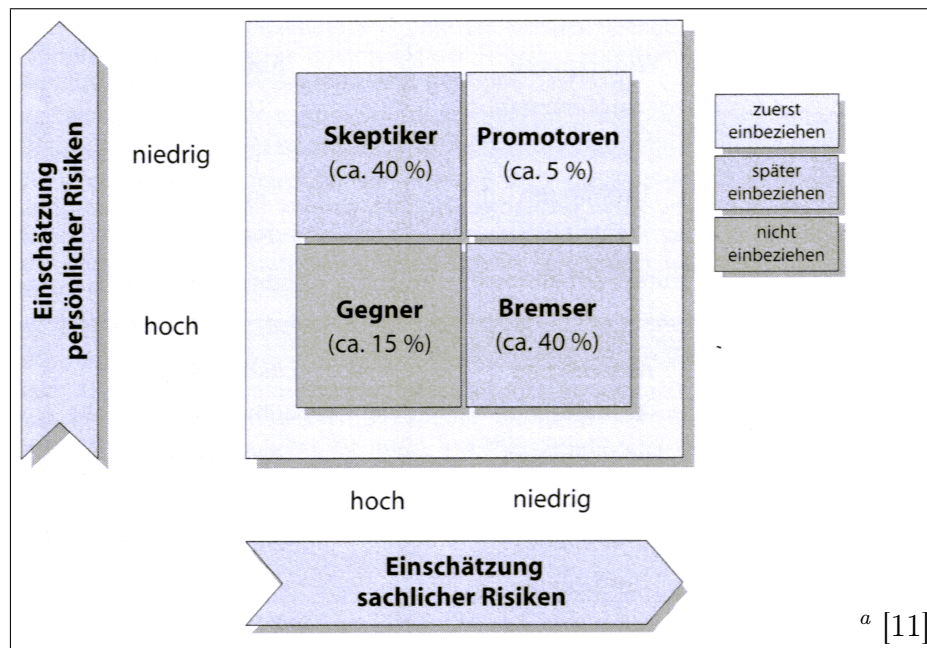 Einschätzung
persönlicher Risiken
niedrig
hoch
Skeptiker
(ca. 40 %)
Promotoren
(ca. 5 %)
Gegner
(ca. 15 %)
Bremser
(ca. 40 %)
zuerst
einbeziehen
später
einbeziehen
nicht
einbeziehen
hoch
niedrig
Einschätzung
sachlicher Risiken
a [11]